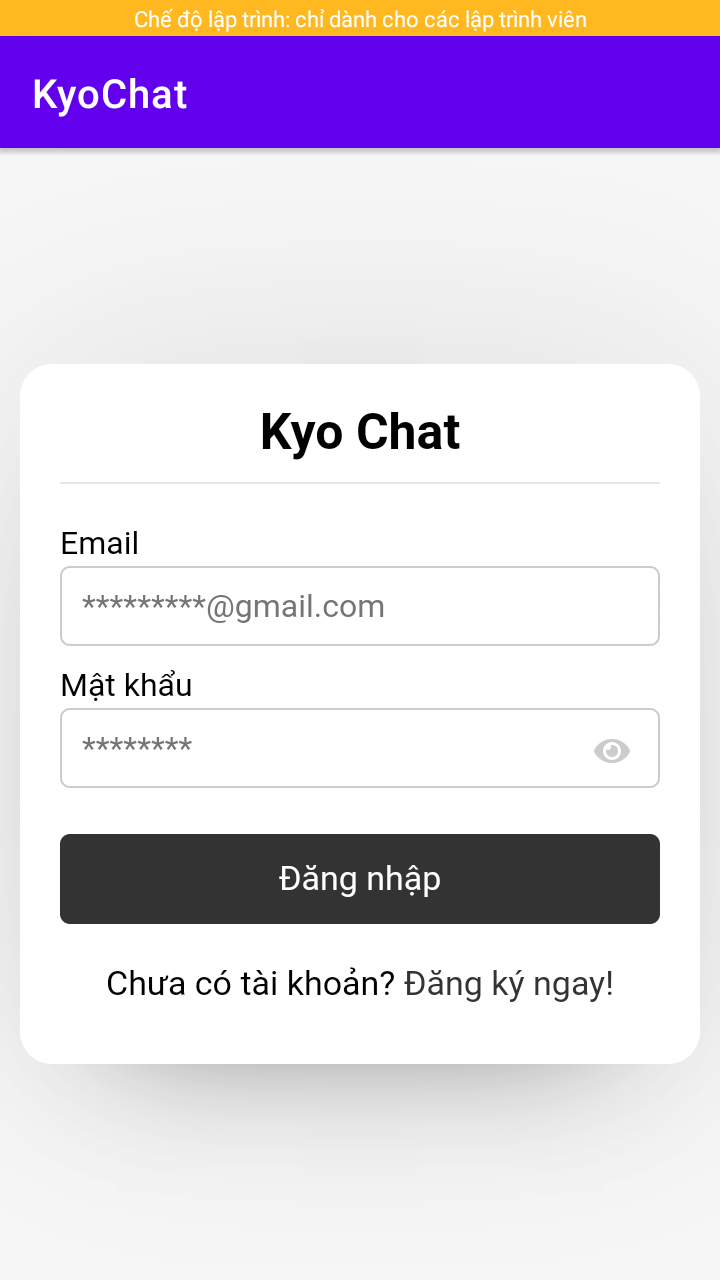 Chế độ lập trình: chỉ dành cho các lập trình viên
KyoChat
Kyo Chat
Email
*********@gmail.com
Mật khẩu
********
Đăng nhập
Chưa có tài khoản? Đăng ký ngay!